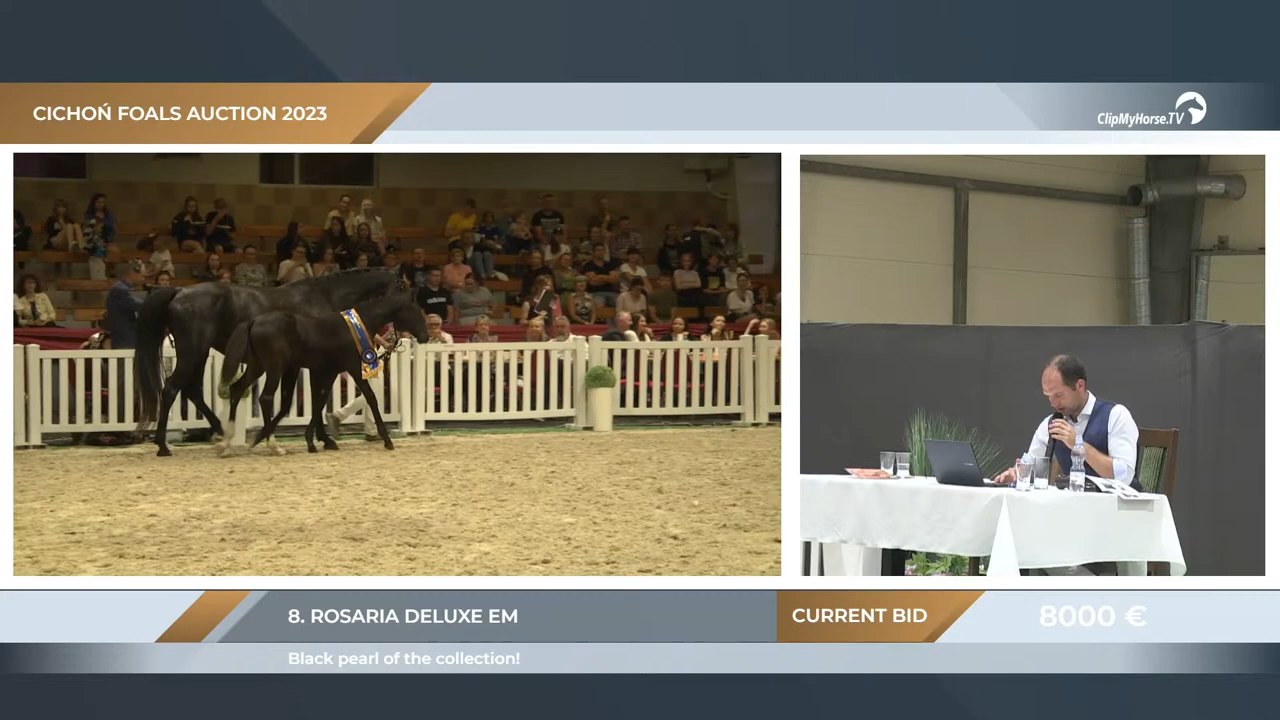 CICHOŃ FOALS AUCTION 2023
ClipMyHorse.TV
8. ROSARIA DELUXE EM
CURRENT BID
8000 €
Black pearl of the collection!